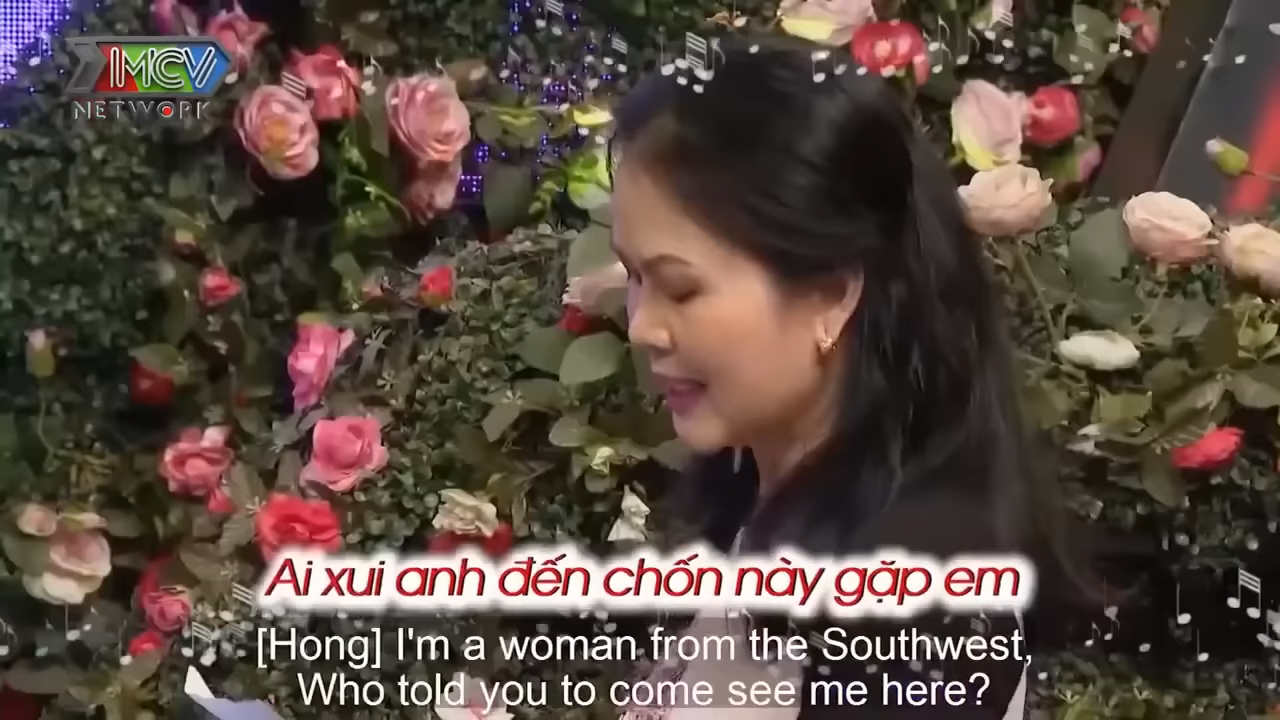 MCV
NETWORK
Ai xui anh đến chốn này gặp em
[Hong] I'm a woman from the Southwest,
Who told you to come see me here?